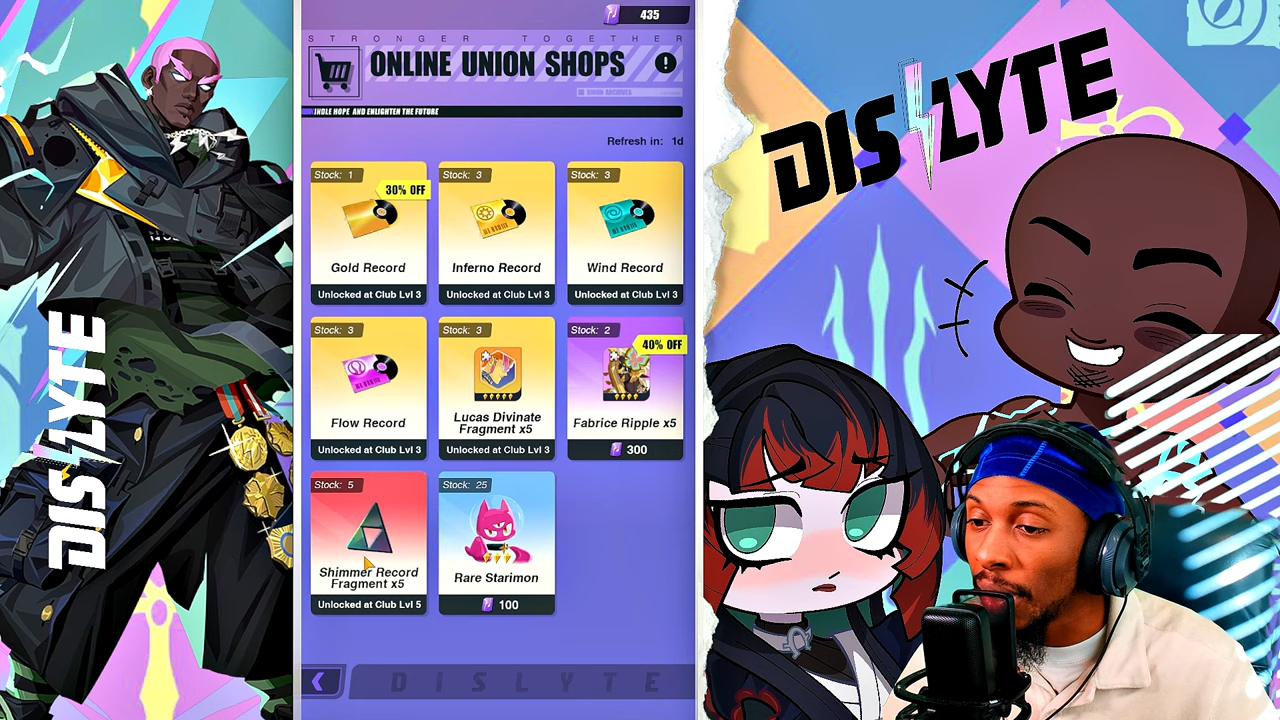 DISLYTE
435
STRONGER TOGETHER
ONLINE UNION SHOPS
UNION ARCHIVES
INDLE HOPE AND ENLIGHTEN THE FUTURE
Refresh in: 1d
Stock: 1
30% OFF
Gold Record
Unlocked at Club Lvl 3
Stock: 3
Inferno Record
Unlocked at Club Lvl 3
Stock: 3
Wind Record
Unlocked at Club Lvl 3
Stock: 3
Flow Record
Unlocked at Club Lvl 3
Stock: 3
Lucas Divinate
Fragment x5
Unlocked at Club Lvl 3
Stock: 2
40% OFF
Fabrice Ripple x5
300
Stock: 5
Shimmer Record
Fragment x5
Unlocked at Club Lvl 5
Stock: 25
Rare Starimon
100
DISLYTE
DISLYTE